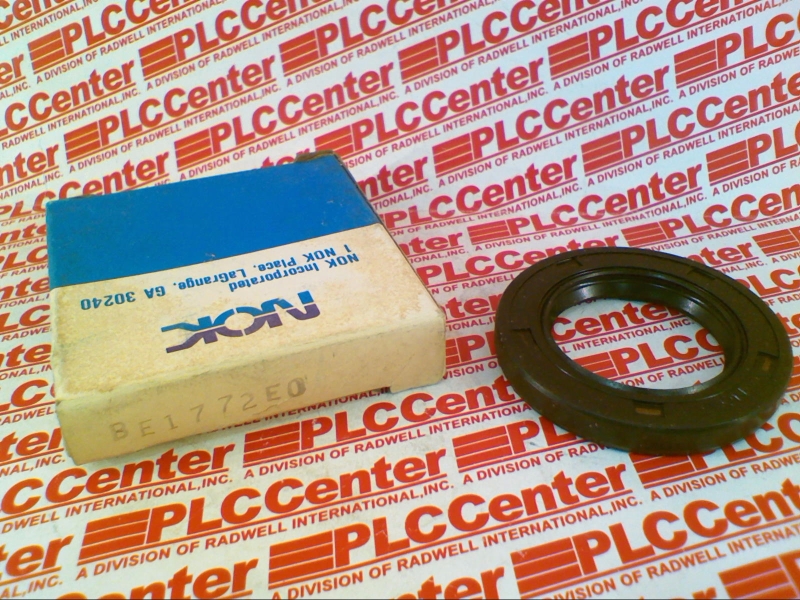 NOK Incorporated
1 NOK Place, LaGrange, GA 30240
NOK
BE1772E0
PLCCenter
A DIVISION OF RADWELL INTERNATIONAL, INC.